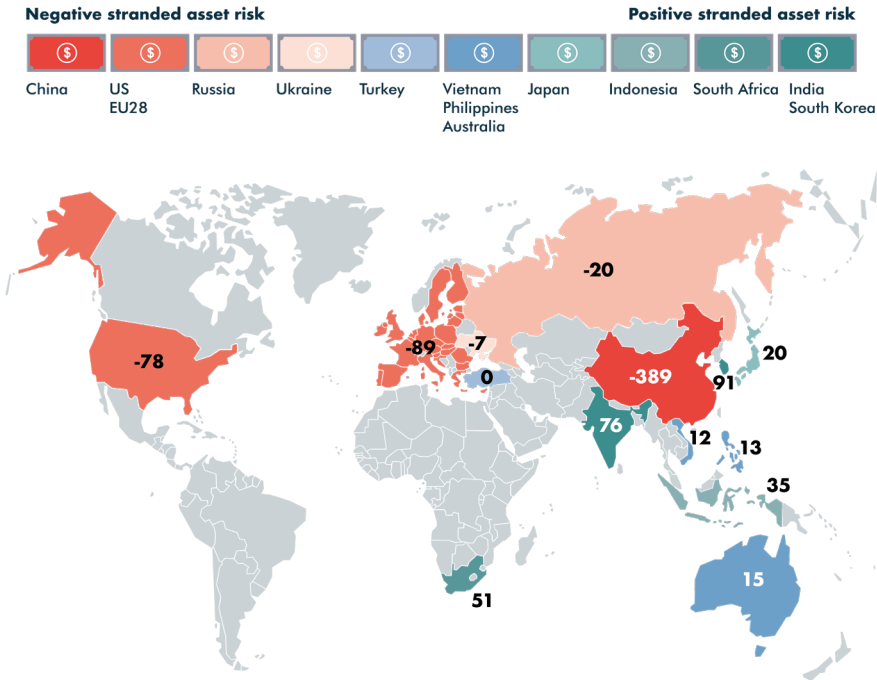 Negative stranded asset risk
Positive stranded asset risk
$ $ $ $ $ $ $ $ $ $
China
US
EU28
Russia
Ukraine
Turkey
Vietnam
Philippines
Australia
Japan
Indonesia
South Africa
India
South Korea
-20
-78
-89
-7
0
-389
20
91
76
12
13
35
15
51